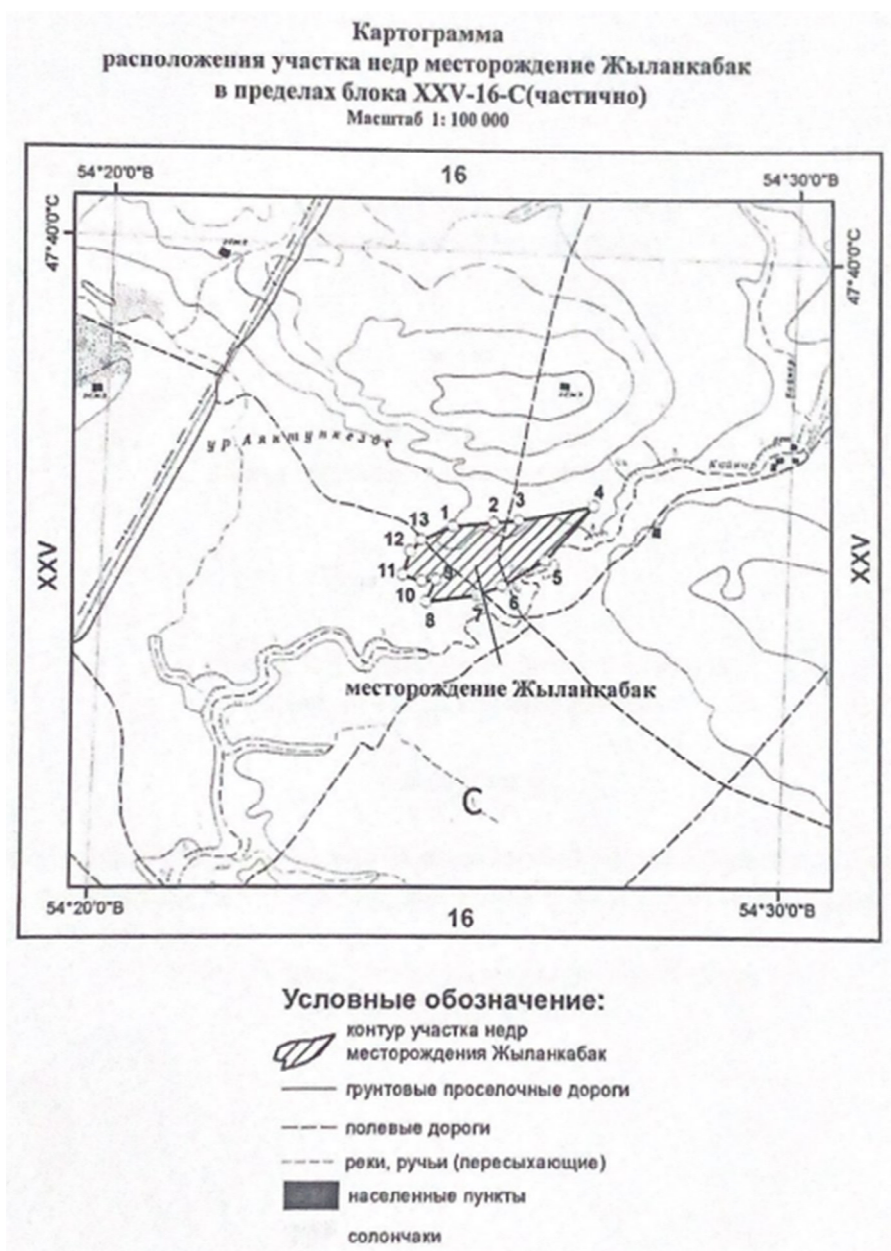 Картограмма
расположения участка недр месторождение Жыланкабак
в пределах блока XXV-16-С(частично)
Масштаб 1: 100 000
54°20'0"В
16
54°30'0"В
47°40'0"С
47°40'0"С
ур. Аяктункезде
Кайнар
4
1
2
3
13
12
11
9
5
10
8
7
6
XXV
XXV
месторождение Жыланкабак
С
54°20'0"В
16
54°30'0"В
Условные обозначение:
контур участка недр
месторождения Жыланкабак
грунтовые проселочные дороги
полевые дороги
реки, ручьи (пересыхающие)
населенные пункты
солончаки